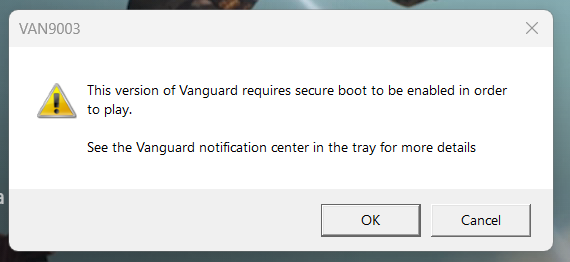 VAN9003
This version of Vanguard requires secure boot to be enabled in order
to play.
See the Vanguard notification center in the tray for more details
a
OK
Cancel